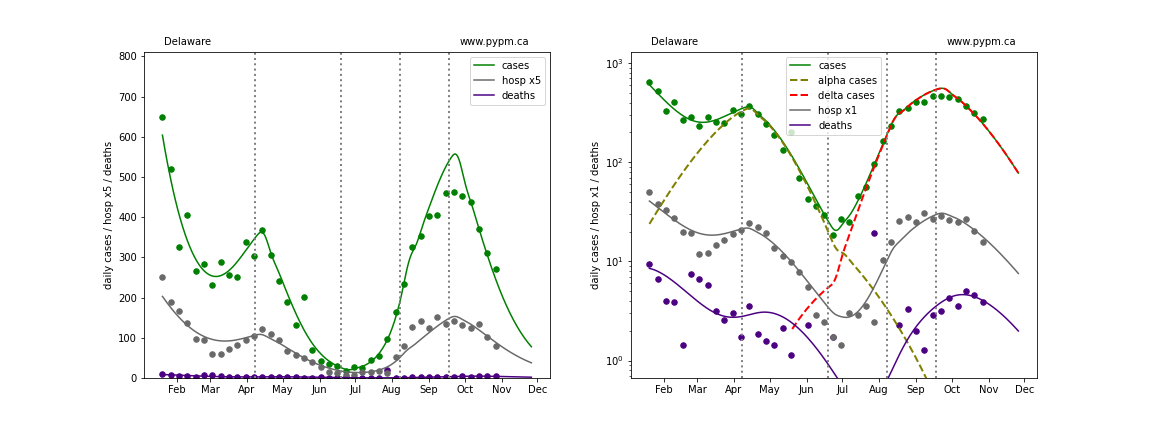 Delaware
www.pypm.ca
800
700
600
500
400
300
200
100
0
daily cases / hosp x5 / deaths
cases
hosp x5
deaths
Feb Mar Apr May Jun Jul Aug Sep Oct Nov Dec
Delaware
www.pypm.ca
10³
10²
10¹
10⁰
daily cases / hosp x1 / deaths
cases
alpha cases
delta cases
hosp x1
deaths
Feb Mar Apr May Jun Jul Aug Sep Oct Nov Dec